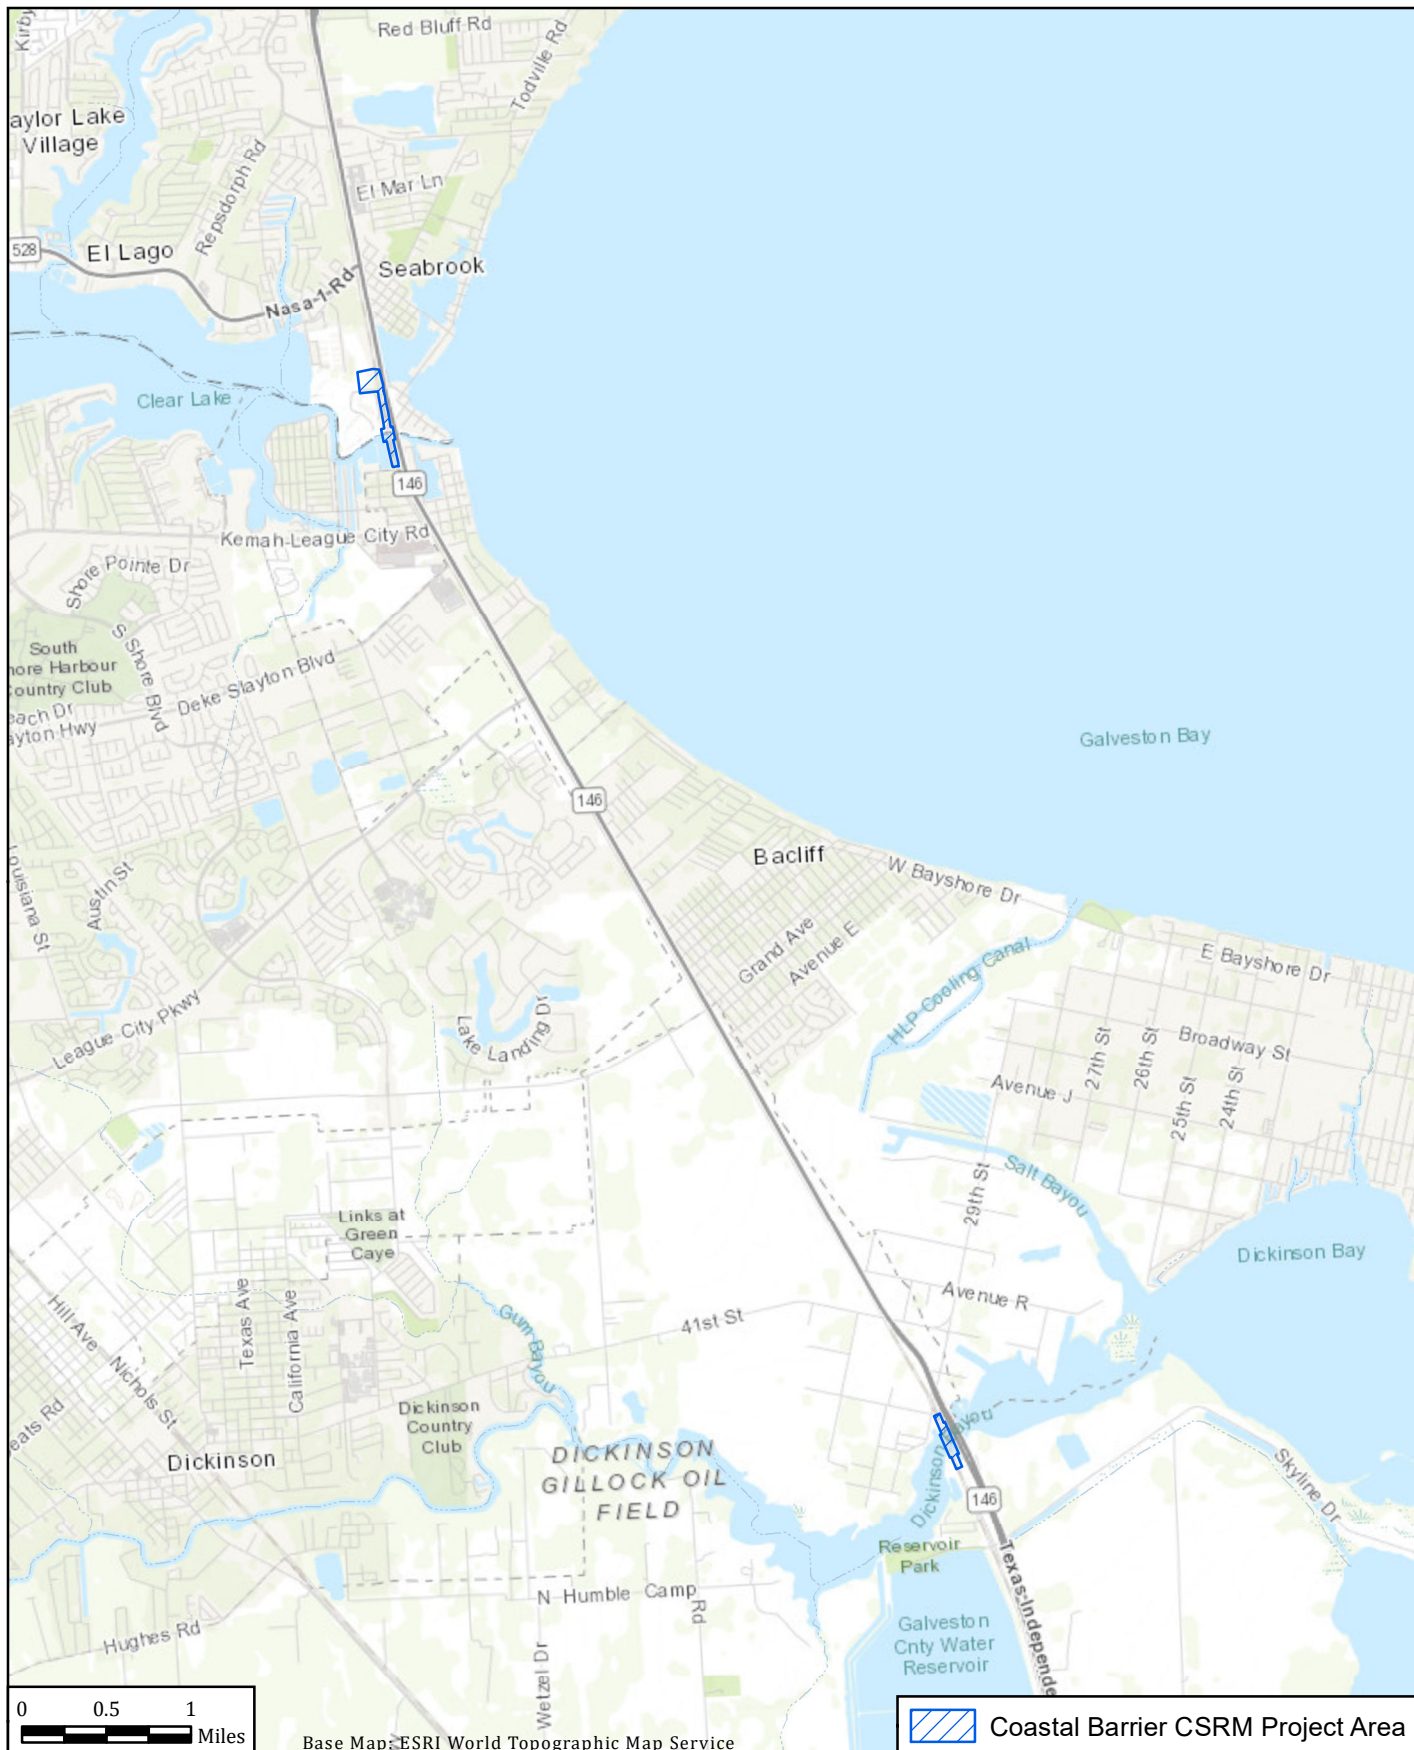 Kirby
Red Bluff Rd
Todville Rd
aylor Lake
Village
Repsdorph Rd
El Mar Ln
528
El Lago
Seabrook
Nasa-1-Rd
Clear Lake
146
Kemah-League City Rd
Shore Pointe Dr
South
hore Harbour
Country Club
S Shore Blvd
Deke Slayton Blvd
each Dr
ayton Hwy
Galveston Bay
146
Bacliff
W Bayshore Dr
Louisiana St
Austin St
Grand Ave
Avenue E
E Bayshore Dr
HLP Cooling Canal
League City Pkwy
Lake Landing Dr
Broadway St
27th St
26th St
25th St
24th St
Avenue J
Salt Bayou
29th St
Links at
Green
Caye
Dickinson Bay
Avenue R
Hill Ave
Texas Ave
California Ave
Gum Bayou
41st St
Nichols St
eats Rd
Dickinson
Country
Club
Dickinson
DICKINSON
GILLOCK OIL
FIELD
Dickinson Bayou
Skyline Dr
146
Reservoir
Park
Texas-Independe
N Humble Camp
Rd
Hughes Rd
Wetzel Dr
Galveston
Cnty Water
Reservoir
0 0.5 1
Miles
Base Map: ESRI World Topographic Map Service
Coastal Barrier CSRM Project Area